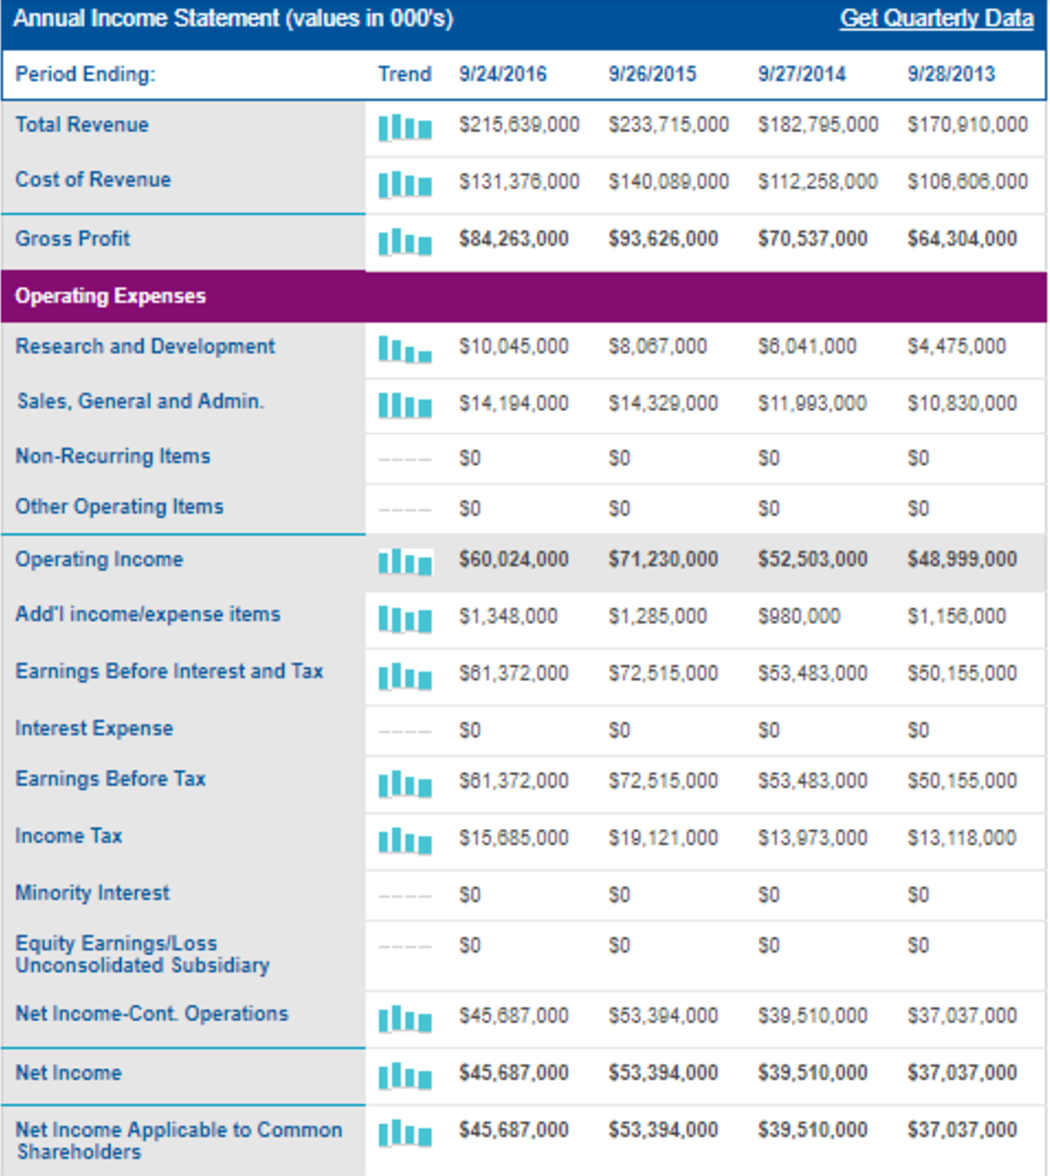 Annual Income Statement (values in 000's) Get Quarterly Data
Period Ending: Trend 9/24/2016 9/26/2015 9/27/2014 9/28/2013
Total Revenue $215,639,000 $233,715,000 $182,795,000 $170,910,000
Cost of Revenue $131,376,000 $140,089,000 $112,258,000 $106,606,000
Gross Profit $84,263,000 $93,626,000 $70,537,000 $64,304,000
Operating Expenses
Research and Development $10,045,000 $8,067,000 $6,041,000 $4,475,000
Sales, General and Admin. $14,194,000 $14,329,000 $11,993,000 $10,830,000
Non-Recurring Items $0 $0 $0 $0
Other Operating Items $0 $0 $0 $0
Operating Income $60,024,000 $71,230,000 $52,503,000 $48,999,000
Add'l income/expense items $1,348,000 $1,285,000 $980,000 $1,156,000
Earnings Before Interest and Tax $61,372,000 $72,515,000 $53,483,000 $50,155,000
Interest Expense $0 $0 $0 $0
Earnings Before Tax $61,372,000 $72,515,000 $53,483,000 $50,155,000
Income Tax $15,685,000 $19,121,000 $13,973,000 $13,118,000
Minority Interest $0 $0 $0 $0
Equity Earnings/Loss
Unconsolidated Subsidiary $0 $0 $0 $0
Net Income-Cont. Operations $45,687,000 $53,394,000 $39,510,000 $37,037,000
Net Income $45,687,000 $53,394,000 $39,510,000 $37,037,000
Net Income Applicable to Common
Shareholders $45,687,000 $53,394,000 $39,510,000 $37,037,000